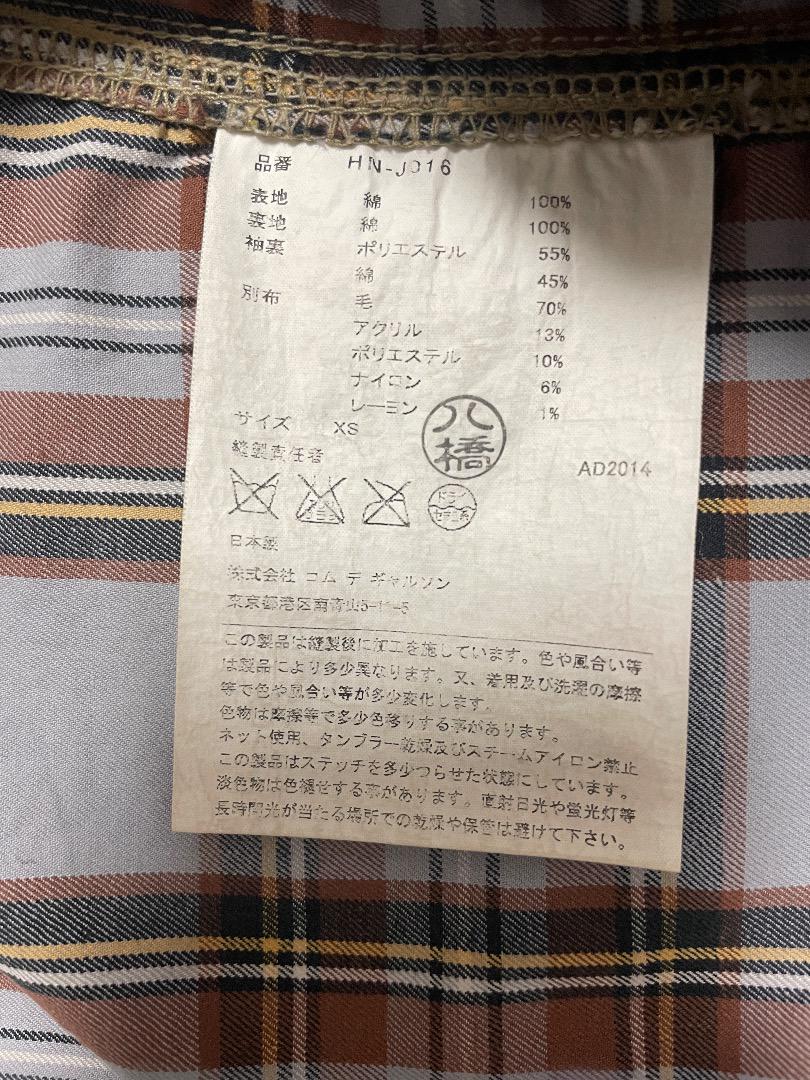 品番 HN-J016
表地 綿 100%
裏地 綿 100%
袖裏 ポリエステル 55%
綿 45%
別布 毛 70%
アクリル 13%
ポリエステル 10%
ナイロン 6%
レーヨン 1%
サイズ XS
縫製責任者
八橋
AD2014
ドライ
セキユ系
日本製
株式会社 コム デ ギャルソン
東京都港区南青山5-11-5
この製品は縫製後に加工を施しています。色や風合い等
は製品により多少異なります。又、着用及び洗濯の摩擦
等で色や風合い等が多少変化します。
色物は摩擦等で多少色移りする事があります。
ネット使用、タンブラー乾燥及びスチームアイロン禁止
この製品はステッチを多少つらせた状態にしています。
淡色物は色褪せする事があります。直射日光や蛍光灯等
長時間光が当たる場所での乾燥や保管は避けて下さい。